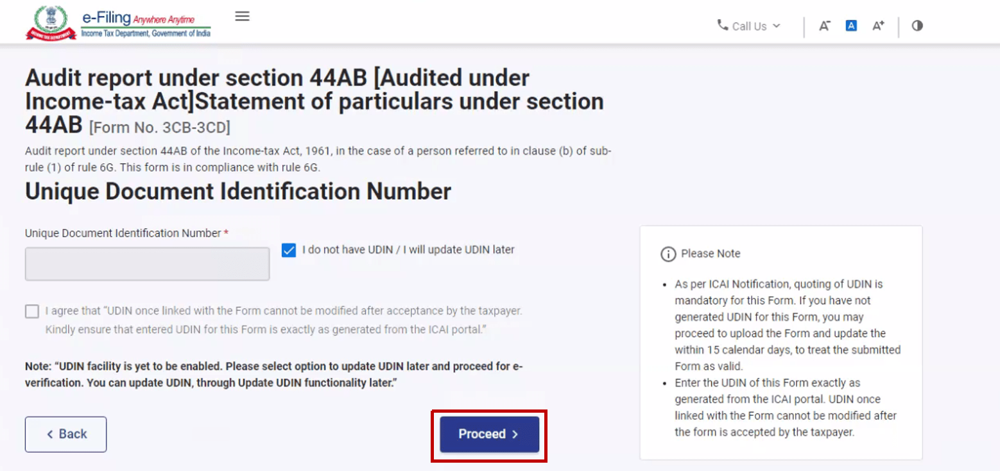 e-Filing Anywhere Anytime
Income Tax Department, Government of India
Call Us
A-
A
A+
Audit report under section 44AB [Audited under
Income-tax Act]Statement of particulars under section
44AB [Form No. 3CB-3CD]
Audit report under section 44AB of the Income-tax Act, 1961, in the case of a person referred to in clause (b) of sub-
rule (1) of rule 6G. This form is in compliance with rule 6G.
Unique Document Identification Number
Unique Document Identification Number *
I do not have UDIN / I will update UDIN later
I agree that “UDIN once linked with the Form cannot be modified after acceptance by the taxpayer.
Kindly ensure that entered UDIN for this Form is exactly as generated from the ICAI portal.”
Note: “UDIN facility is yet to be enabled. Please select option to update UDIN later and proceed for e-
verification. You can update UDIN, through Update UDIN functionality later.”
< Back
Proceed >
Please Note
• As per ICAI Notification, quoting of UDIN is
mandatory for this Form. If you have not
generated UDIN for this Form, you may
proceed to upload the Form and update the
within 15 calendar days, to treat the submitted
Form as valid.
• Enter the UDIN of this Form exactly as
generated from the ICAI portal. UDIN once
linked with the Form cannot be modified after
the form is accepted by the taxpayer.